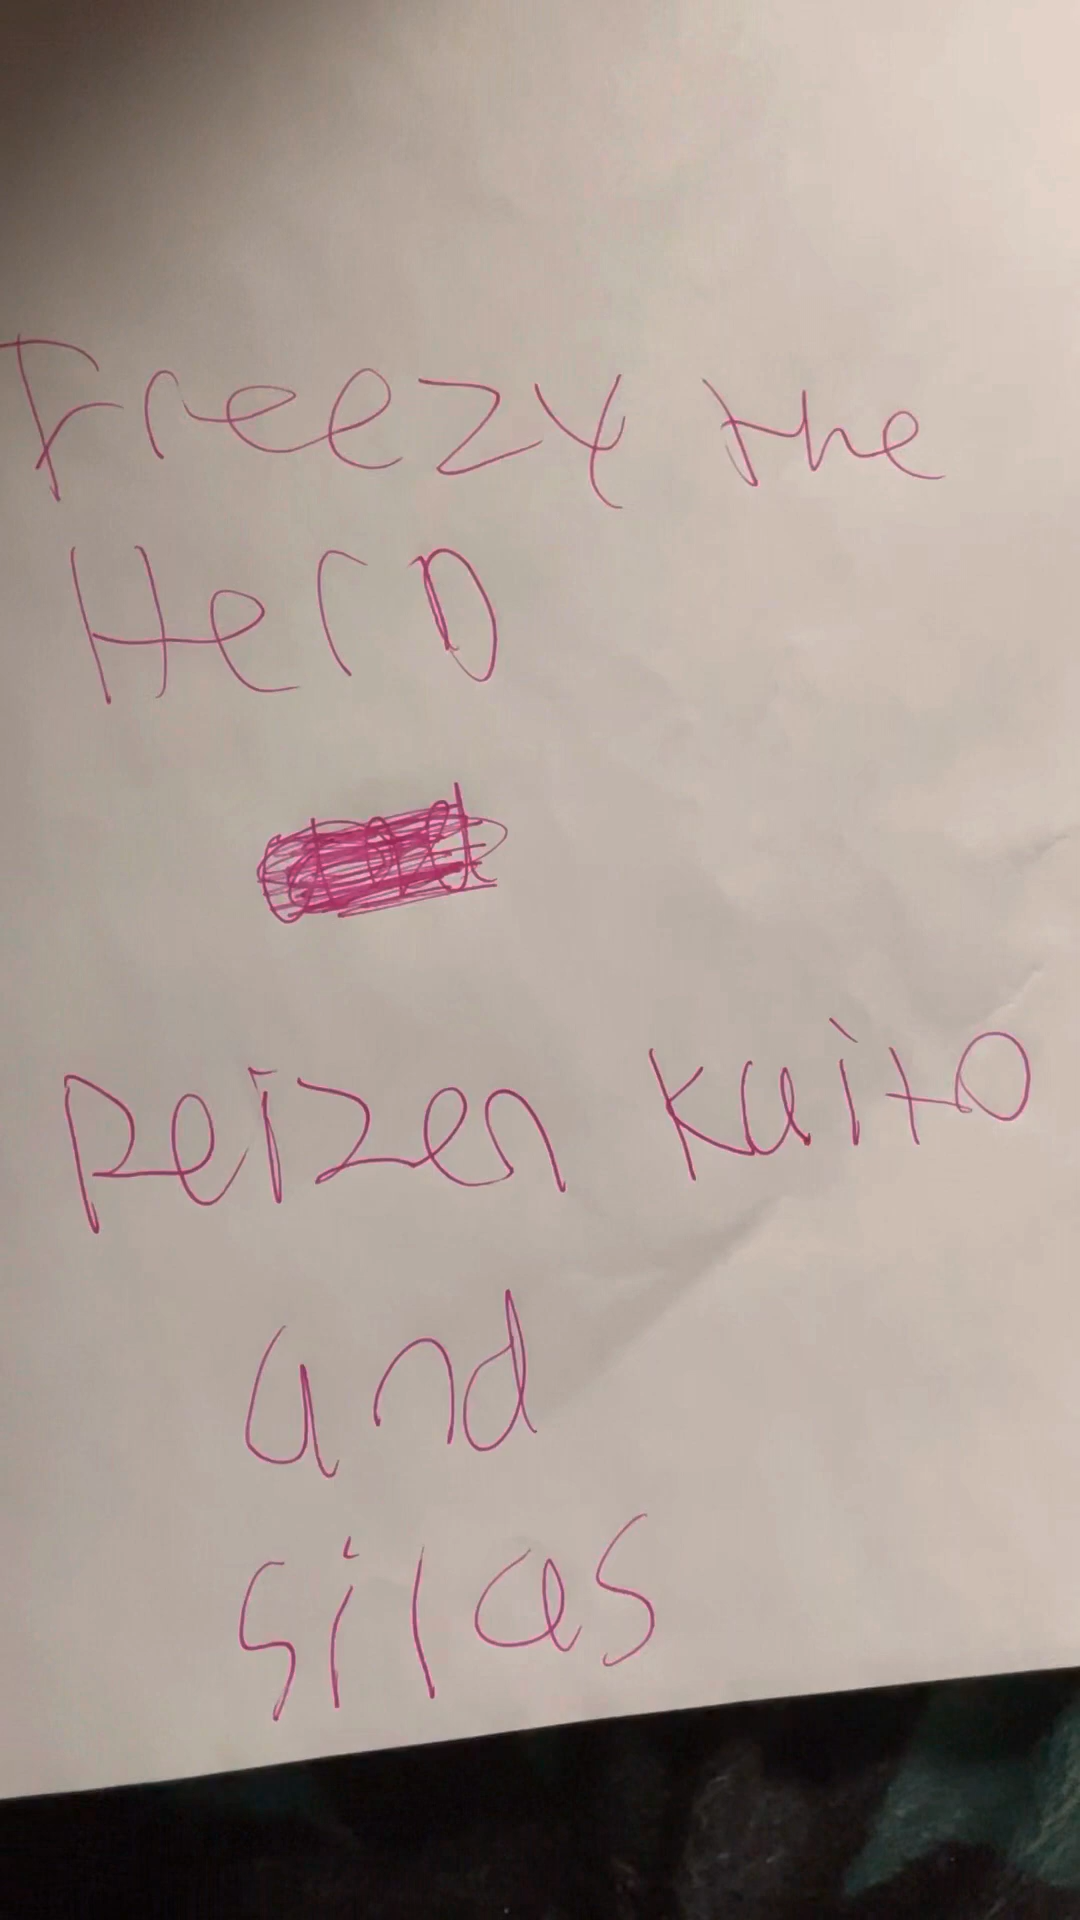 Freezy the
Hero
Reizen Kaito
and
silas